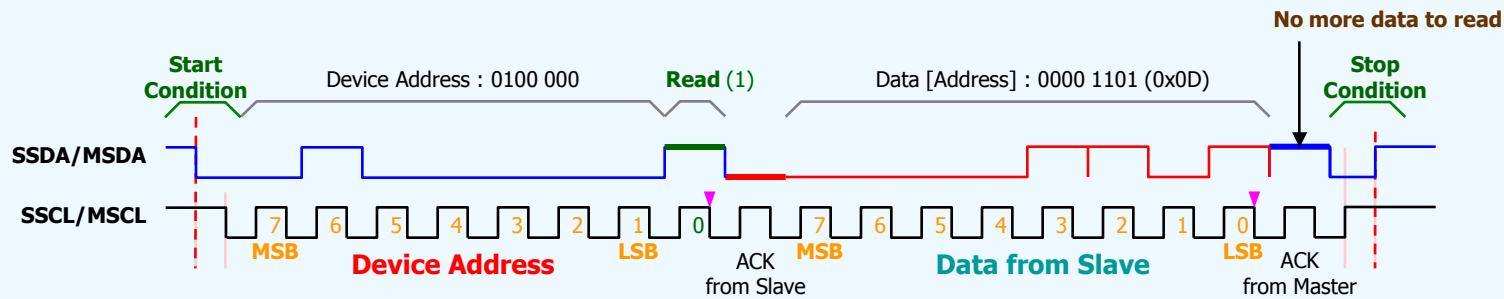 No more data to read
Start
Condition
Device Address : 0100 000
Read (1)
Data [Address] : 0000 1101 (0x0D)
Stop
Condition
SSDA/MSDA
SSCL/MSCL
7 6 5 4 3 2 1 0 7 6 5 4 3 2 1 0
MSB LSB MSB LSB
Device Address
ACK
from Slave
Data from Slave
ACK
from Master